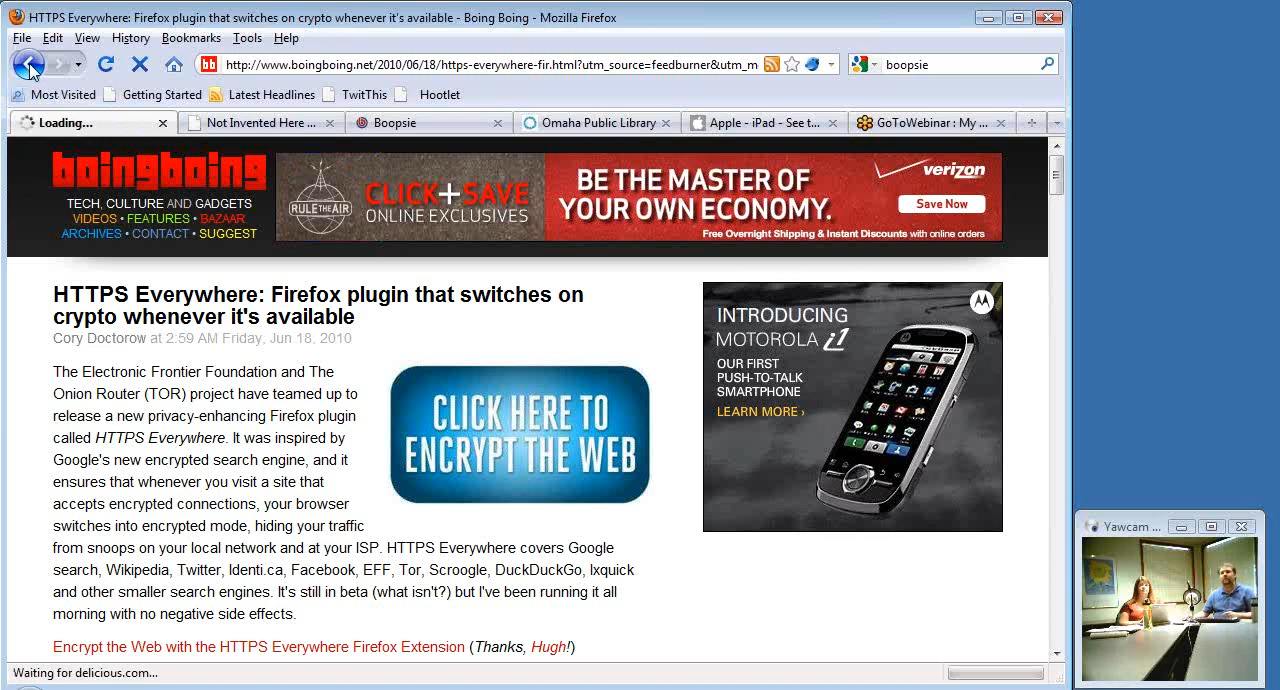 HTTPS Everywhere: Firefox plugin that switches on crypto whenever it's available - Boing Boing - Mozilla Firefox
File Edit View History Bookmarks Tools Help
http://www.boingboing.net/2010/06/18/https-everywhere-fir.html?utm_source=feedburner&utm_m
boopsie
Most Visited Getting Started Latest Headlines TwitThis Hootlet
Loading... Not Invented Here ... Boopsie Omaha Public Library Apple - iPad - See t... GoToWebinar : My ...
boingboing
TECH, CULTURE AND GADGETS
VIDEOS • FEATURES • BAZAAR
ARCHIVES • CONTACT • SUGGEST
RULE THE AIR
CLICK+SAVE
ONLINE EXCLUSIVES
BE THE MASTER OF
YOUR OWN ECONOMY.
verizon
Save Now
Free Overnight Shipping & Instant Discounts with online orders
HTTPS Everywhere: Firefox plugin that switches on
crypto whenever it's available
Cory Doctorow at 2:59 AM Friday, Jun 18, 2010
The Electronic Frontier Foundation and The
Onion Router (TOR) project have teamed up to
release a new privacy-enhancing Firefox plugin
called HTTPS Everywhere. It was inspired by
Google's new encrypted search engine, and it
ensures that whenever you visit a site that
accepts encrypted connections, your browser
switches into encrypted mode, hiding your traffic
from snoops on your local network and at your ISP. HTTPS Everywhere covers Google
search, Wikipedia, Twitter, Identi.ca, Facebook, EFF, Tor, Scroogle, DuckDuckGo, Ixquick
and other smaller search engines. It's still in beta (what isn't?) but I've been running it all
morning with no negative side effects.
Encrypt the Web with the HTTPS Everywhere Firefox Extension (Thanks, Hugh!)
CLICK HERE TO
ENCRYPT THE WEB
INTRODUCING
MOTOROLA i1
OUR FIRST
PUSH-TO-TALK
SMARTPHONE
LEARN MORE ›
Waiting for delicious.com...
Yawcam ...